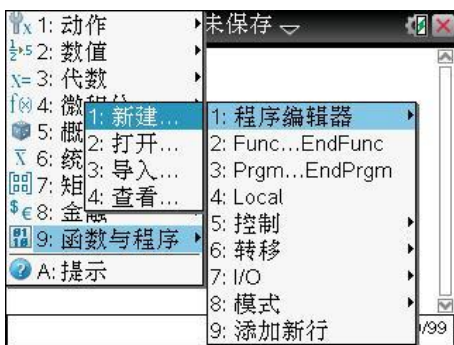 1: 动作
未保存
2: 数值
3: 代数
4: 微
5: 概
6: 统
7: 矩
8: 金融
9: 函数与程序
A: 提示
1: 新建...
2: 打开...
3: 导入...
4: 查看...
1: 程序编辑器
2: Func...EndFunc
3: Prgm...EndPrgm
4: Local
5: 控制
6: 转移
7: I/O
8: 模式
9: 添加新行
/99